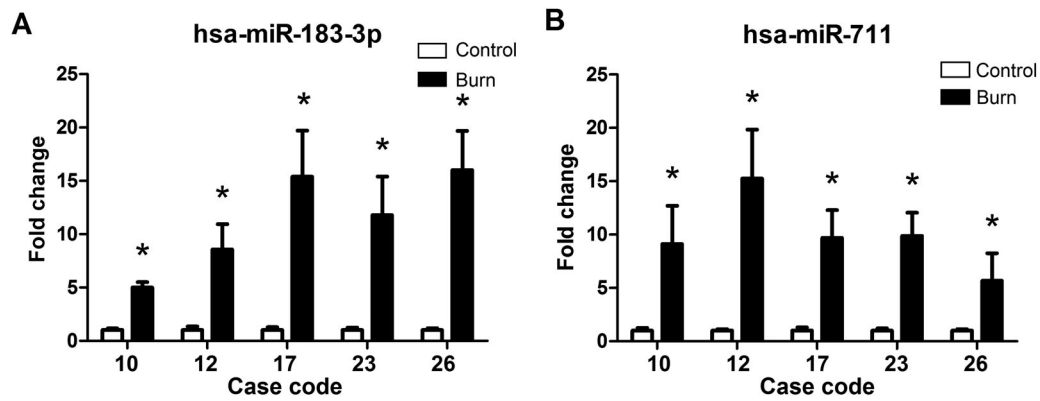 A
hsa-miR-183-3p
Control
Burn
Fold change
25
20
15
10
5
0
* * * * *
10 12 17 23 26
Case code
B
hsa-miR-711
Control
Burn
Fold change
25
20
15
10
5
0
* * * * *
10 12 17 23 26
Case code